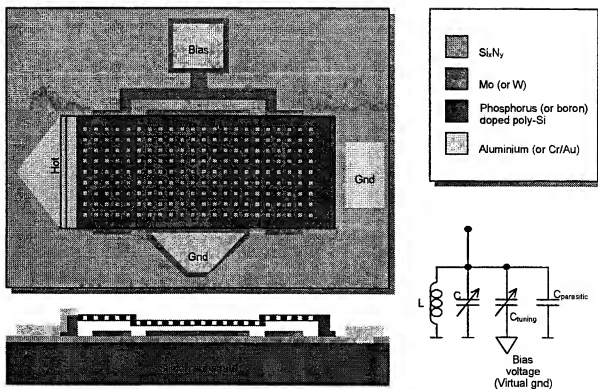 Bias
Hot
Gnd
Gnd
SixNy
Mo (or W)
Phosphorus (or boron)
doped poly-Si
Aluminium (or Cr/Au)
L
C
Ctuning
Cparasitic
Bias
voltage
(Virtual gnd)